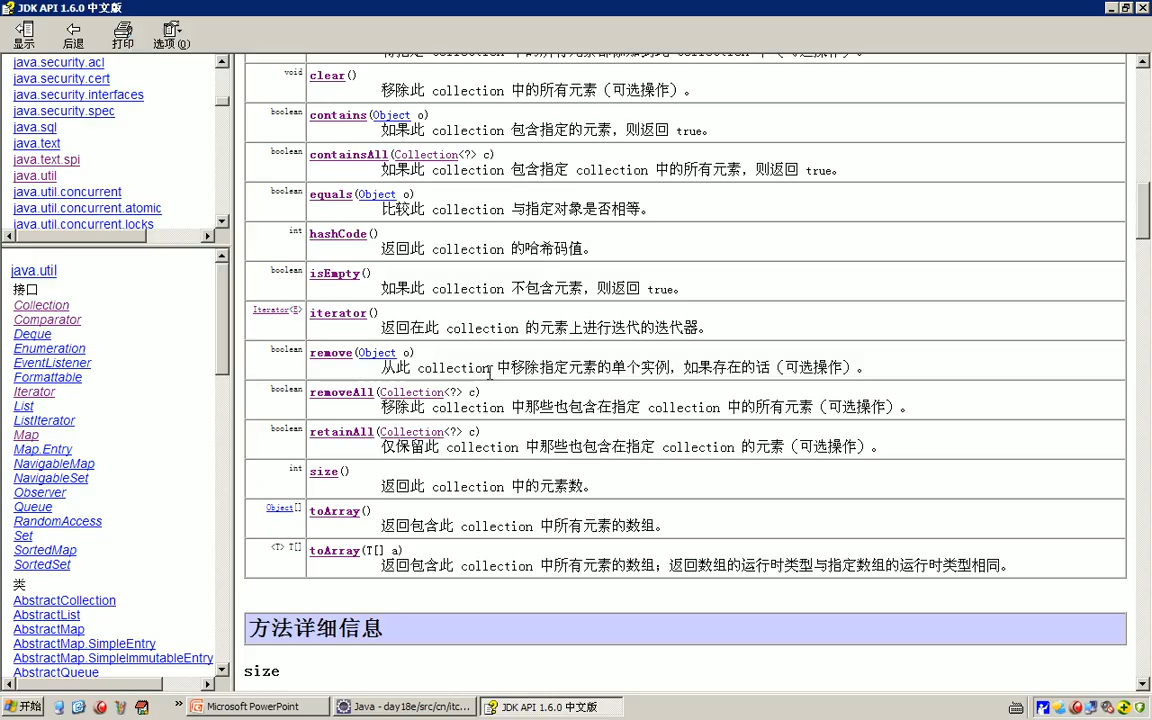 JDK API 1.6.0 中文版
显示 后退 打印 选项(O)
java.security.acl
java.security.cert
java.security.interfaces
java.security.spec
java.sql
java.text
java.text.spi
java.util
java.util.concurrent
java.util.concurrent.atomic
java.util.concurrent.locks
java.util
接口
Collection
Comparator
Deque
Enumeration
EventListener
Formattable
Iterator
List
ListIterator
Map
Map.Entry
NavigableMap
NavigableSet
Observer
Queue
RandomAccess
Set
SortedMap
SortedSet
类
AbstractCollection
AbstractList
AbstractMap
AbstractMap.SimpleEntry
AbstractMap.SimpleImmutableEntry
AbstractQueue
void clear()
移除此 collection 中的所有元素（可选操作）。
boolean contains(Object o)
如果此 collection 包含指定的元素，则返回 true。
boolean containsAll(Collection<?> c)
如果此 collection 包含指定 collection 中的所有元素，则返回 true。
boolean equals(Object o)
比较此 collection 与指定对象是否相等。
int hashCode()
返回此 collection 的哈希码值。
boolean isEmpty()
如果此 collection 不包含元素，则返回 true。
Iterator<E> iterator()
返回在此 collection 的元素上进行迭代的迭代器。
boolean remove(Object o)
从此 collection 中移除指定元素的单个实例，如果存在的话（可选操作）。
boolean removeAll(Collection<?> c)
移除此 collection 中那些也包含在指定 collection 中的所有元素（可选操作）。
boolean retainAll(Collection<?> c)
仅保留此 collection 中那些也包含在指定 collection 的元素（可选操作）。
int size()
返回此 collection 中的元素数。
Object[] toArray()
返回包含此 collection 中所有元素的数组。
<T> T[] toArray(T[] a)
返回包含此 collection 中所有元素的数组；返回数组的运行时类型与指定数组的运行时类型相同。
方法详细信息
size
开始 » Microsoft PowerPoint Java - day18e/src/cn/itc... JDK API 1.6.0 中文版